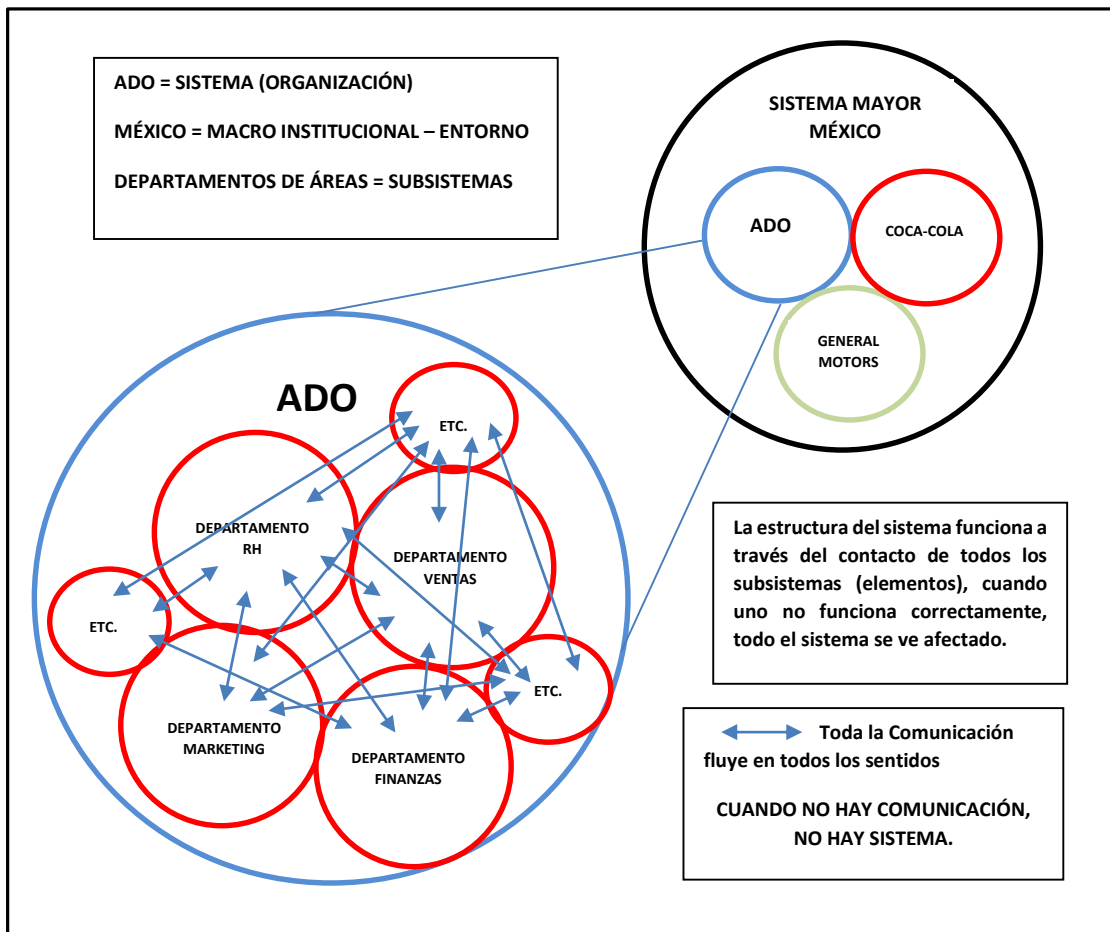 ADO = SISTEMA (ORGANIZACIÓN)
MÉXICO = MACRO INSTITUCIONAL – ENTORNO
DEPARTAMENTOS DE ÁREAS = SUBSISTEMAS
SISTEMA MAYOR
MÉXICO
ADO
COCA-COLA
GENERAL
MOTORS
ADO
ETC.
DEPARTAMENTO
RH
DEPARTAMENTO
VENTAS
ETC.
ETC.
DEPARTAMENTO
MARKETING
DEPARTAMENTO
FINANZAS
La estructura del sistema funciona a
través del contacto de todos los
subsistemas (elementos), cuando
uno no funciona correctamente,
todo el sistema se ve afectado.
Toda la Comunicación
fluye en todos los sentidos
CUANDO NO HAY COMUNICACIÓN,
NO HAY SISTEMA.